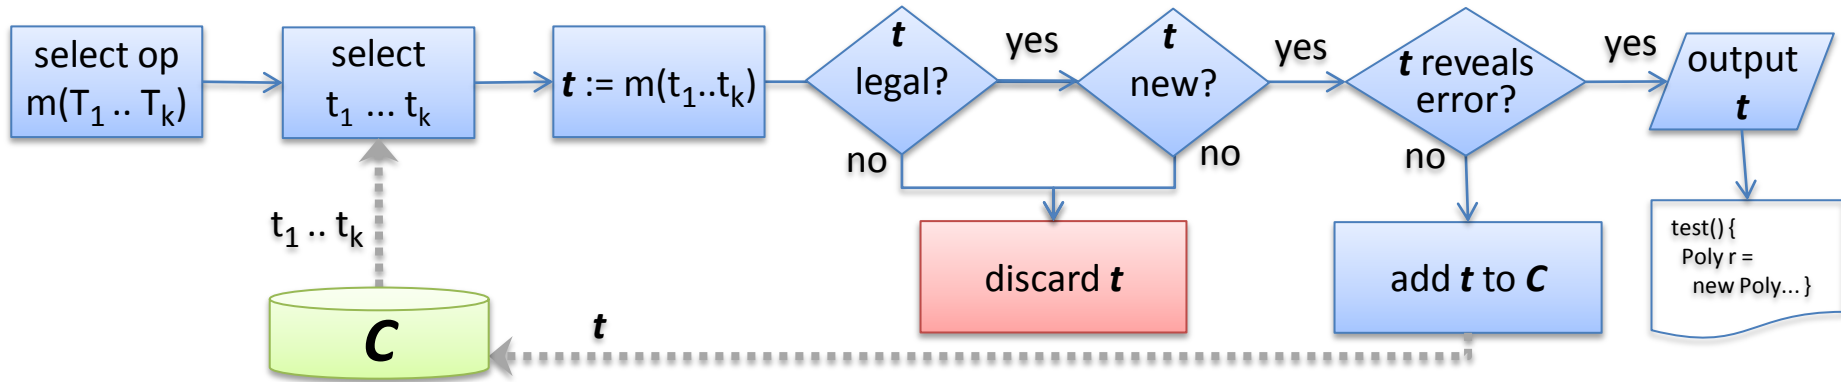 select op
m(T₁ .. Tₖ)
select
t₁ ... tₖ
t := m(t₁..tₖ)
t
legal?
yes
no
t
new?
yes
no
t reveals
error?
yes
no
output
t
discard t
add t to C
test() {
Poly r =
new Poly... }
t₁ .. tₖ
C
t